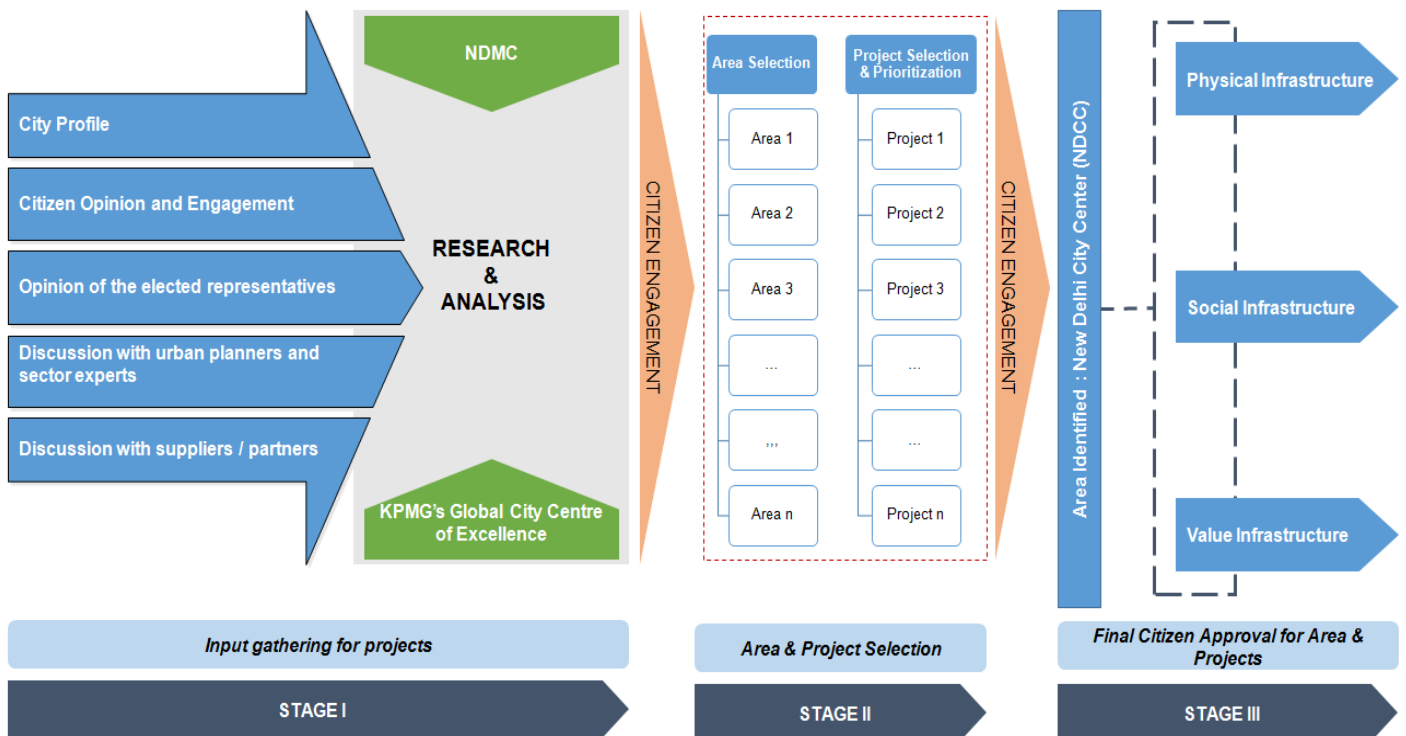 City Profile
Citizen Opinion and Engagement
Opinion of the elected representatives
Discussion with urban planners and
sector experts
Discussion with suppliers / partners
NDMC
RESEARCH
&
ANALYSIS
KPMG's Global City Centre
of Excellence
CITIZEN ENGAGEMENT
Area Selection
Area 1
Area 2
Area 3
...
,,,
Area n
Project Selection
& Prioritization
Project 1
Project 2
Project 3
...
...
Project n
CITIZEN ENGAGEMENT
Area Identified : New Delhi City Center (NDCC)
Physical Infrastructure
Social Infrastructure
Value Infrastructure
Input gathering for projects
Area & Project Selection
Final Citizen Approval for Area &
Projects
STAGE I
STAGE II
STAGE III